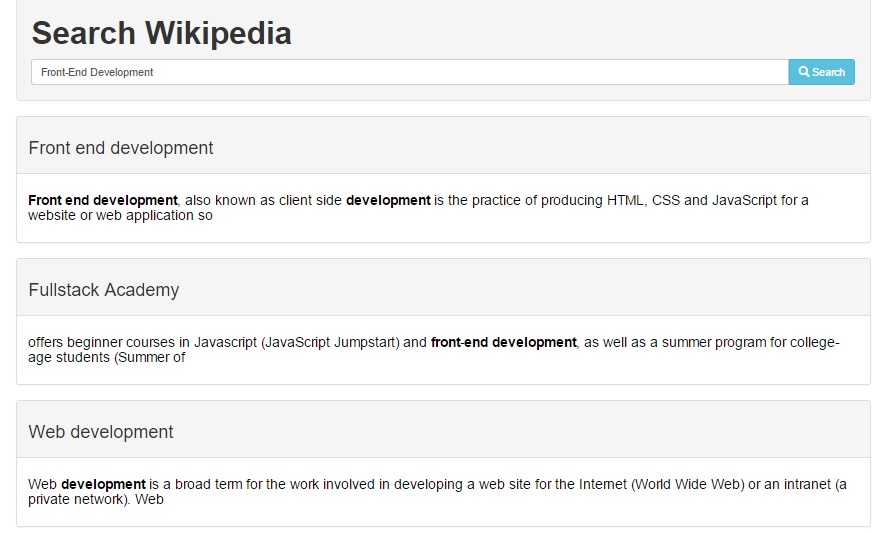 Search Wikipedia
Front-End Development
Search
Front end development
Front end development, also known as client side development is the practice of producing HTML, CSS and JavaScript for a
website or web application so
Fullstack Academy
offers beginner courses in Javascript (JavaScript Jumpstart) and front-end development, as well as a summer program for college-
age students (Summer of
Web development
Web development is a broad term for the work involved in developing a web site for the Internet (World Wide Web) or an intranet (a
private network). Web